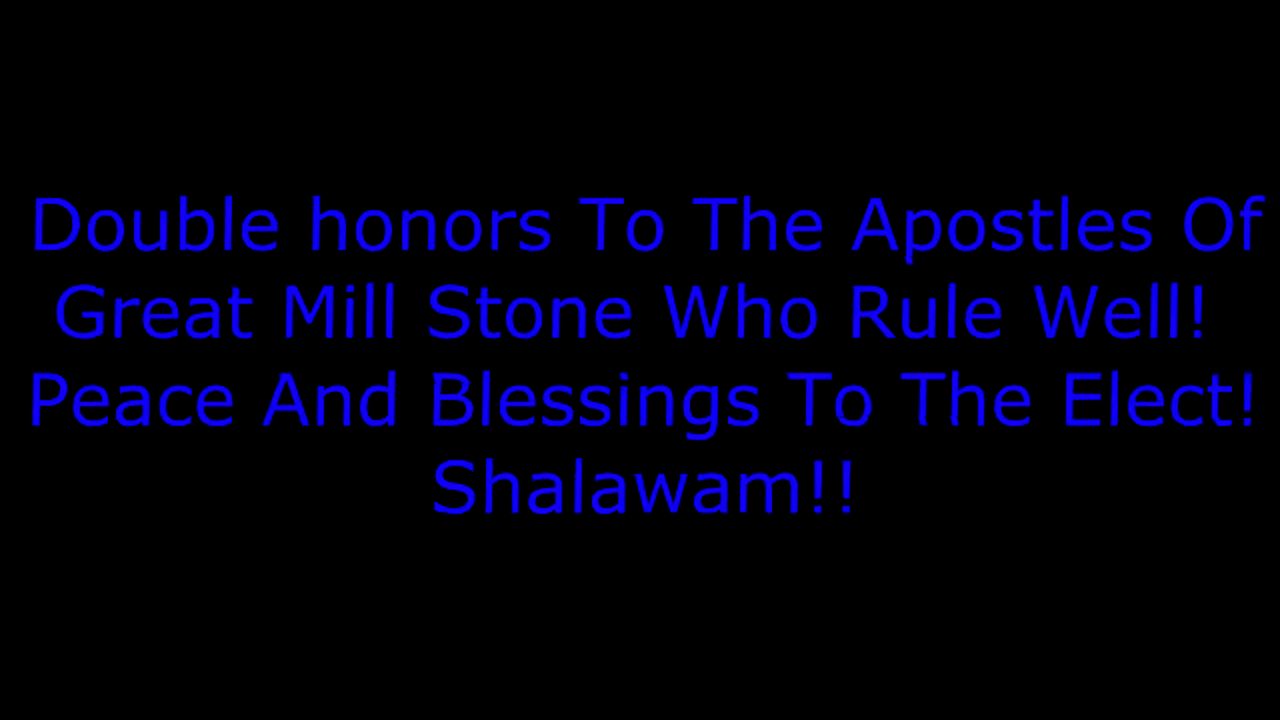 Double honors To The Apostles Of
Great Mill Stone Who Rule Well!
Peace And Blessings To The Elect!
Shalawam!!